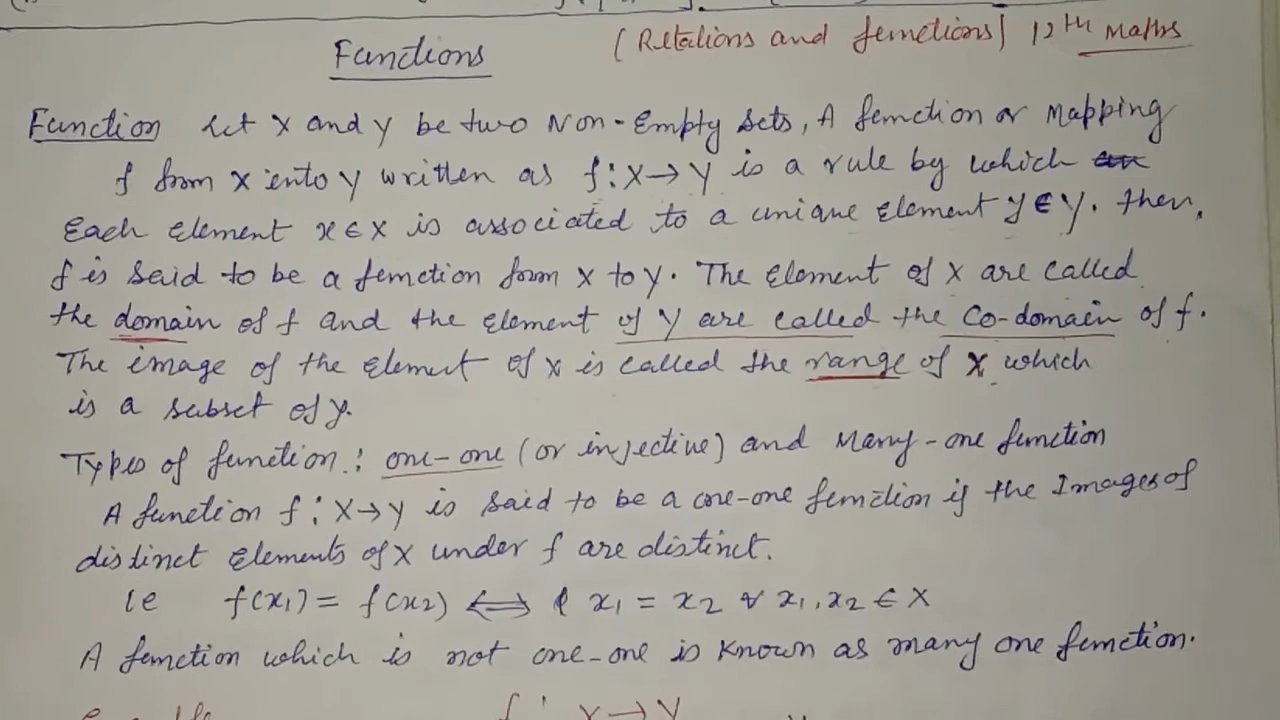 (Relations and functions) 12th Maths
Functions
Function Let X and Y be two Non-Empty sets, A function or Mapping
f from X into Y written as f: X→Y is a rule by which
Each Element x∈X is associated to a unique Element y∈Y. then,
f is said to be a function form X to Y. The Element of X are called
the domain of f and the Element of Y are called the Co-domain of f.
The image of the Element of X is called the range of X which
is a subset of Y.
Types of function: one-one (or injective) and Many-one function
A function f: X→Y is said to be a one-one function if the Images of
distinct Elements of X under f are distinct.
ie f(x1) = f(x2) ⟺ x1 = x2 ∀ x1, x2 ∈ X
A function which is not one-one is known as many one function.
f: X→Y